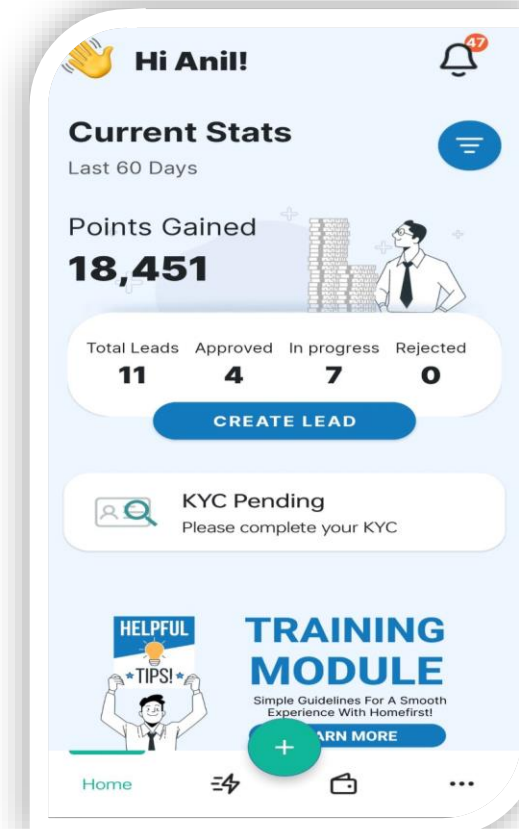 Hi Anil!
47
Current Stats
Last 60 Days
Points Gained
18,451
Total Leads Approved In progress Rejected
11 4 7 0
CREATE LEAD
KYC Pending
Please complete your KYC
HELPFUL
TIPS!
TRAINING
MODULE
Simple Guidelines For A Smooth
Experience With Homefirst!
ARN MORE
+
Home